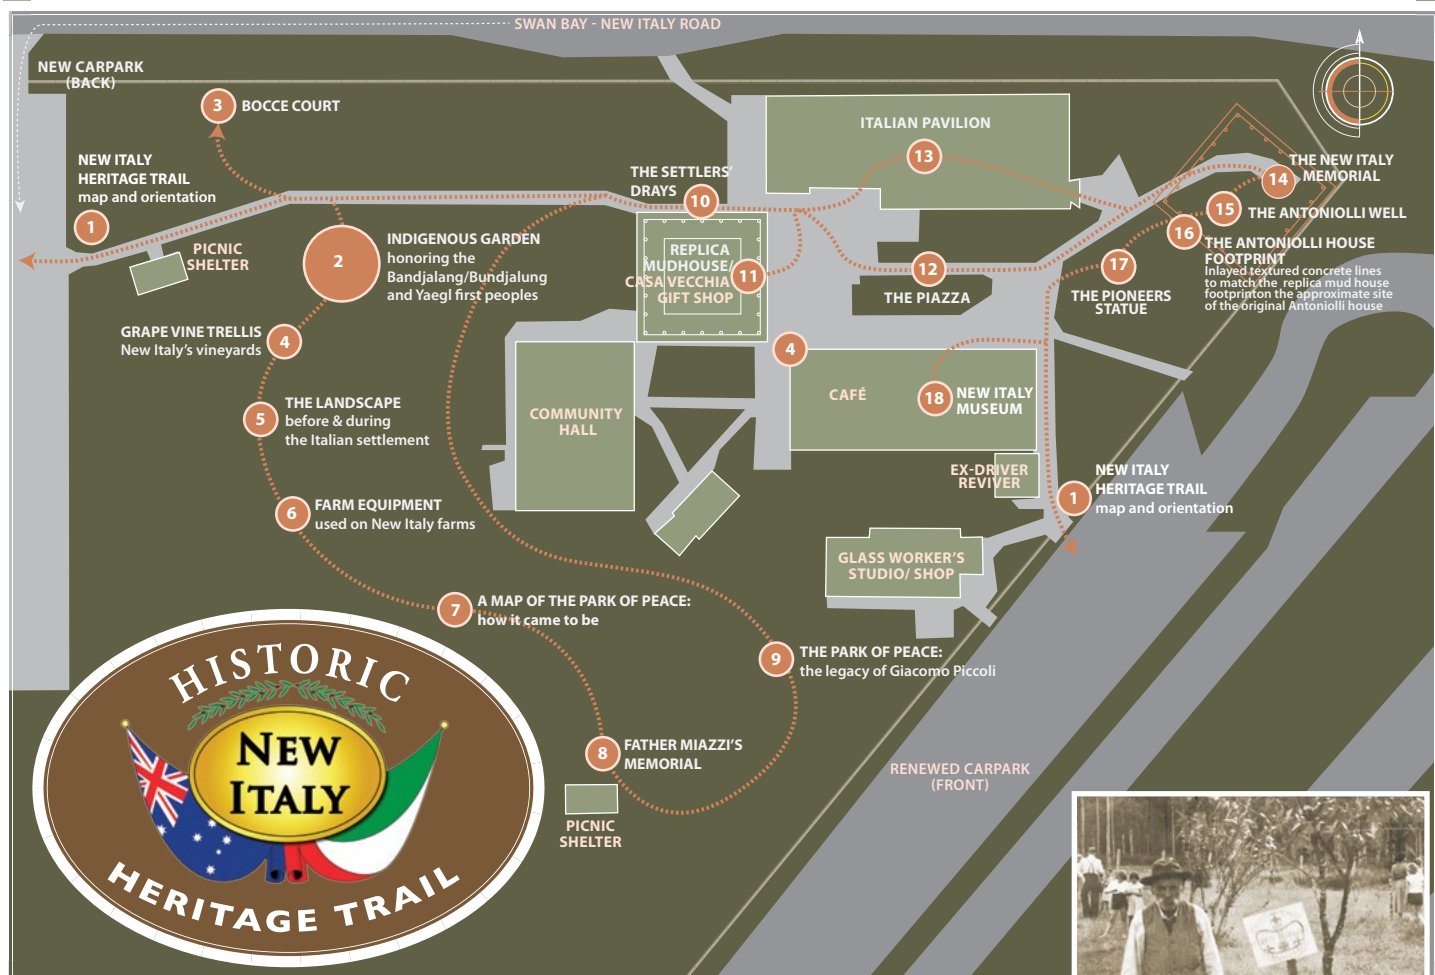 SWAN BAY - NEW ITALY ROAD
NEW CARPARK
(BACK)
3 BOCCE COURT
NEW ITALY
HERITAGE TRAIL
map and orientation
1
PICNIC
SHELTER
2
INDIGENOUS GARDEN
honoring the
Bandjalang/Bundjalung
and Yaegl first peoples
GRAPE VINE TRELLIS
New Italy's vineyards
4
5
THE LANDSCAPE
before & during
the Italian settlement
6
FARM EQUIPMENT
used on New Italy farms
7
A MAP OF THE PARK OF PEACE:
how it came to be
8
FATHER MIAZZI'S
MEMORIAL
PICNIC
SHELTER
9
THE PARK OF PEACE:
the legacy of Giacomo Piccoli
THE SETTLERS'
DRAYS
10
REPLICA
MUDHOUSE/
CASA VECCHIA
GIFT SHOP
11
ITALIAN PAVILION
13
12
THE PIAZZA
THE NEW ITALY
MEMORIAL
14
15
THE ANTONIOLLI WELL
16
THE ANTONIOLLI HOUSE
FOOTPRINT
Inlayed textured concrete lines
to match the replica mud house
footprinton the approximate site
of the original Antoniolli house
17
THE PIONEERS
STATUE
4
CAFÉ
18
NEW ITALY
MUSEUM
COMMUNITY
HALL
EX-DRIVER
REVIVER
1
NEW ITALY
HERITAGE TRAIL
map and orientation
GLASS WORKER'S
STUDIO/ SHOP
RENEWED CARPARK
(FRONT)
HISTORIC
NEW
ITALY
HERITAGE TRAIL